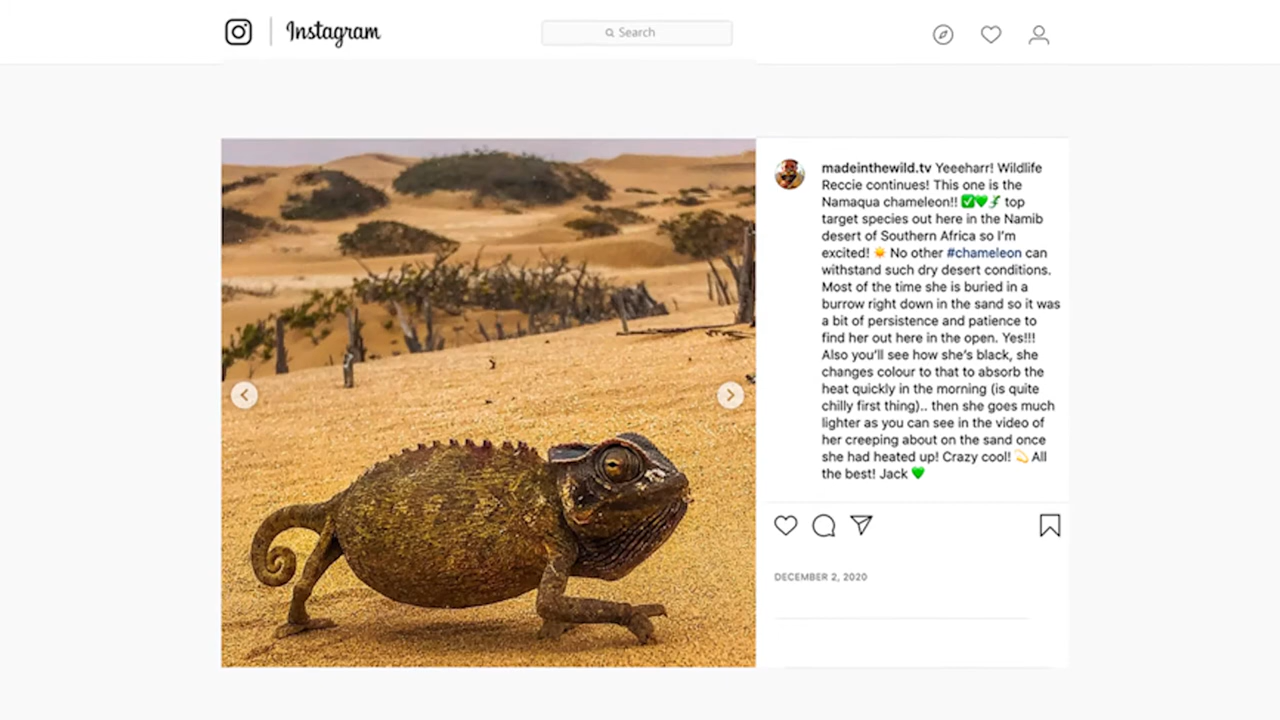 Instagram
Search
madeinthewild.tv Yeeeharr! Wildlife
Reccie continues! This one is the
Namaqua chameleon!! ✅💚🦎 top
target species out here in the Namib
desert of Southern Africa so I'm
excited! ☀️ No other #chameleon can
withstand such dry desert conditions.
Most of the time she is buried in a
burrow right down in the sand so it was
a bit of persistence and patience to
find her out here in the open. Yes!!!
Also you'll see how she's black, she
changes colour to that to absorb the
heat quickly in the morning (is quite
chilly first thing).. then she goes much
lighter as you can see in the video of
her creeping about on the sand once
she had heated up! Crazy cool! 💫 All
the best! Jack 💚
DECEMBER 2, 2020